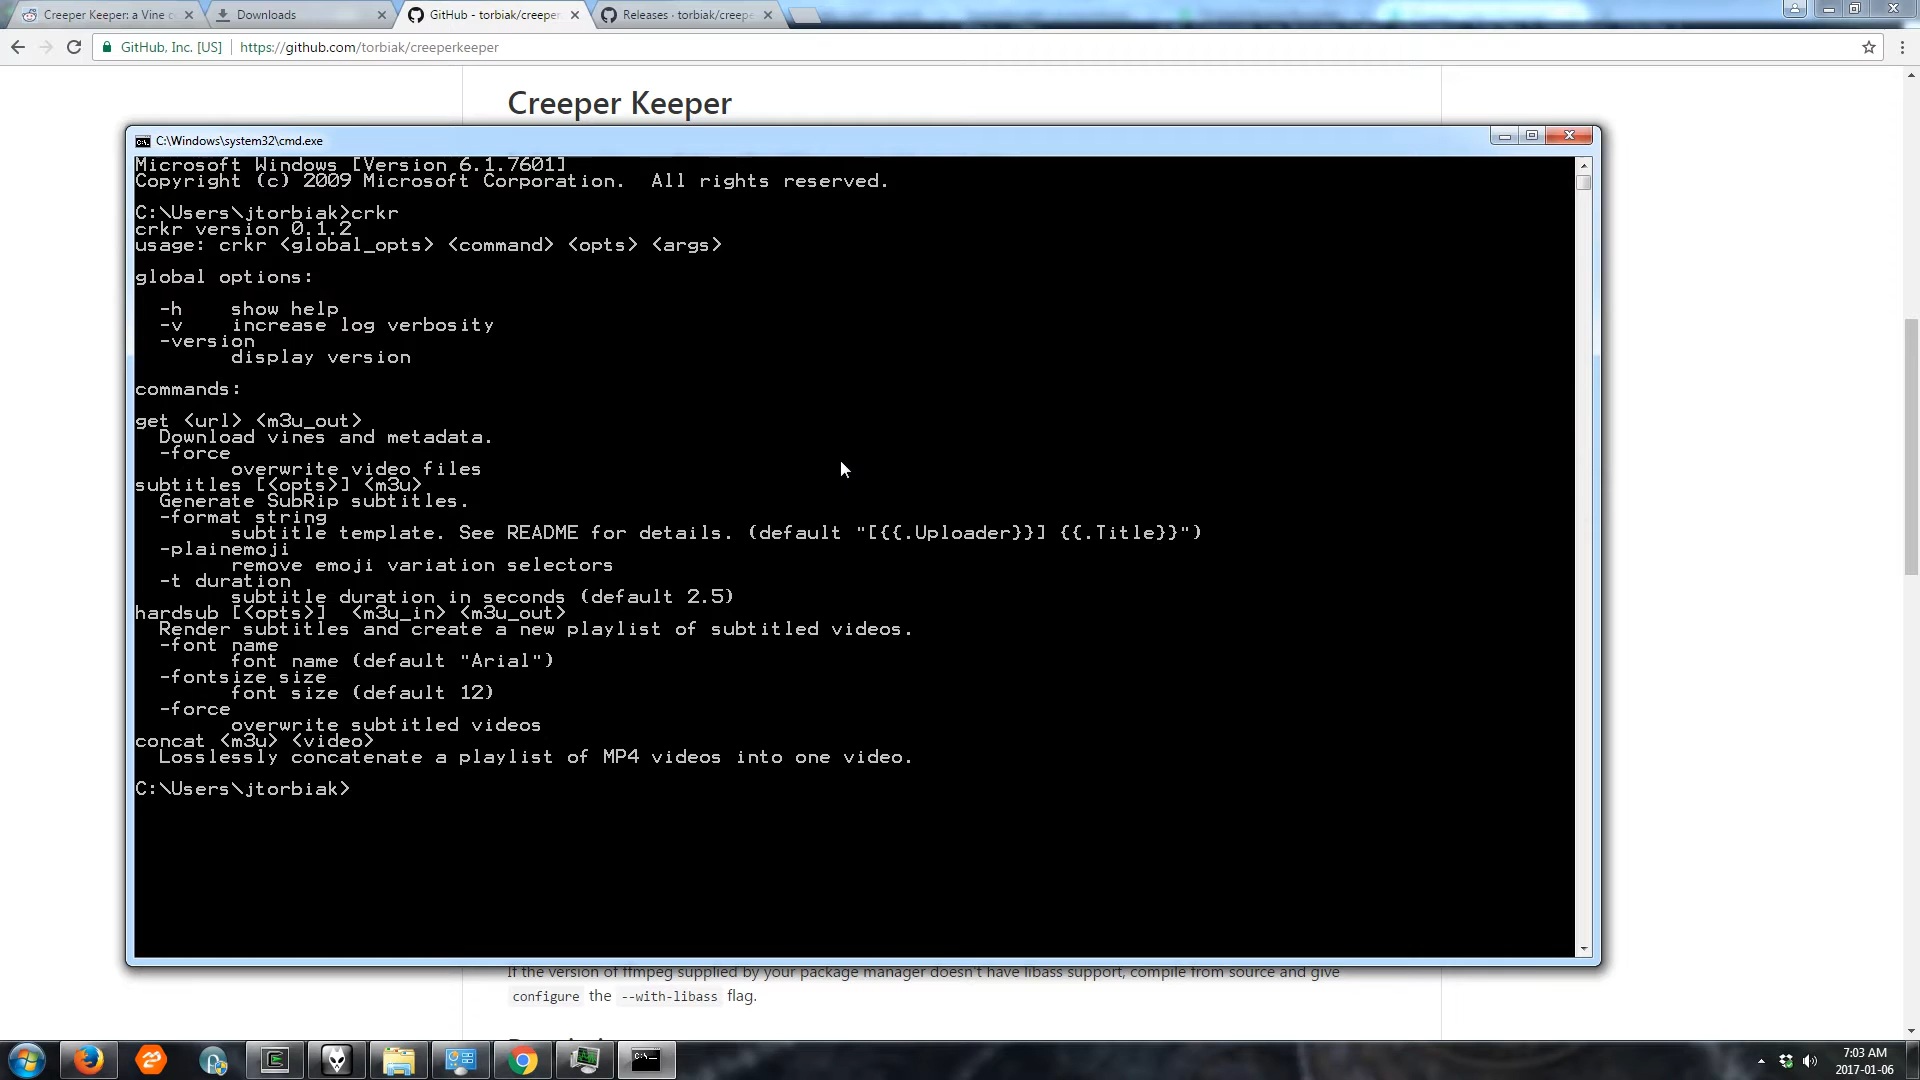 Creeper Keeper: a Vine c
Downloads
GitHub - torbiak/creeper
Releases · torbiak/creepe
GitHub, Inc. [US]
https://github.com/torbiak/creeperkeeper
Creeper Keeper
C:\Windows\system32\cmd.exe
Microsoft Windows [Version 6.1.7601]
Copyright (c) 2009 Microsoft Corporation.  All rights reserved.
C:\Users\jtorbiak>crkr
crkr version 0.1.2
usage: crkr <global_opts> <command> <opts> <args>
global options:
-h    show help
-v    increase log verbosity
-version
display version
commands:
get <url> <m3u_out>
Download vines and metadata.
-force
overwrite video files
subtitles [<opts>] <m3u>
Generate SubRip subtitles.
-format string
subtitle template. See README for details. (default "[{{.Uploader}}] {{.Title}}")
-plainemoji
remove emoji variation selectors
-t duration
subtitle duration in seconds (default 2.5)
hardsub [<opts>]  <m3u_in> <m3u_out>
Render subtitles and create a new playlist of subtitled videos.
-font name
font name (default "Arial")
-fontsize size
font size (default 12)
-force
overwrite subtitled videos
concat <m3u> <video>
Losslessly concatenate a playlist of MP4 videos into one video.
C:\Users\jtorbiak>
If the version of ffmpeg supplied by your package manager doesn't have libass support, compile from source and give
configure the --with-libass flag.
7:03 AM
2017-01-06